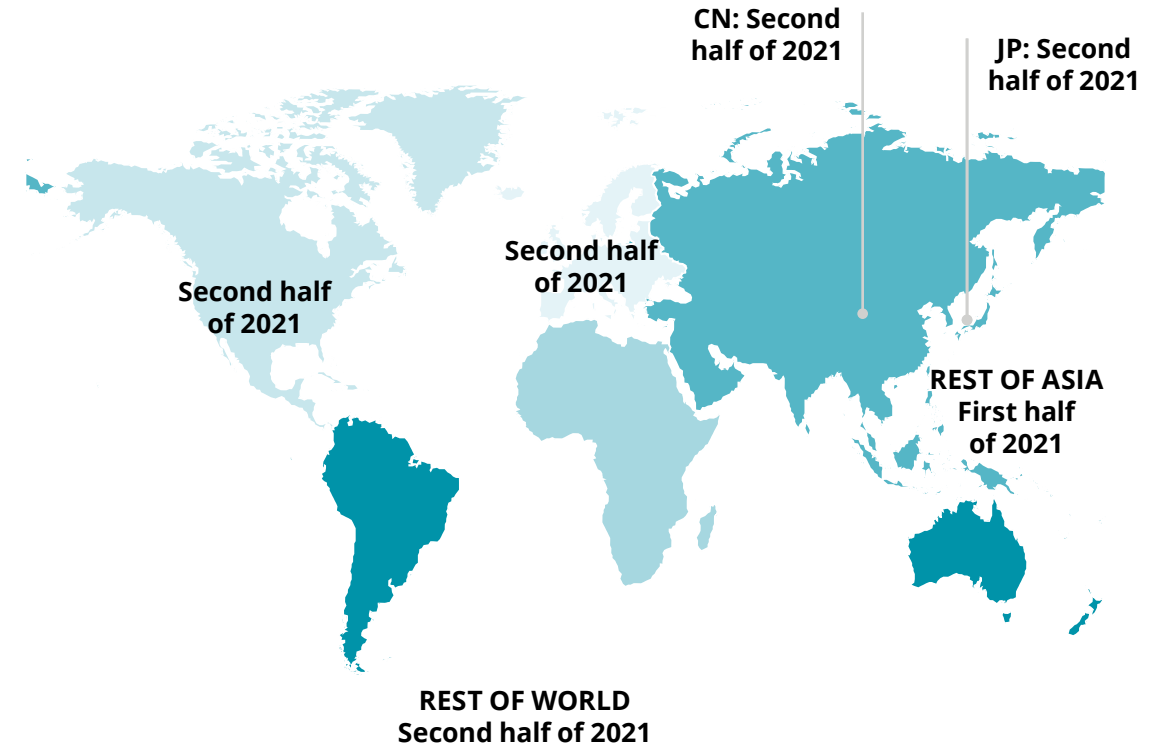 CN: Second
half of 2021
JP: Second
half of 2021
Second half
of 2021
Second half
of 2021
REST OF ASIA
First half
of 2021
REST OF WORLD
Second half of 2021